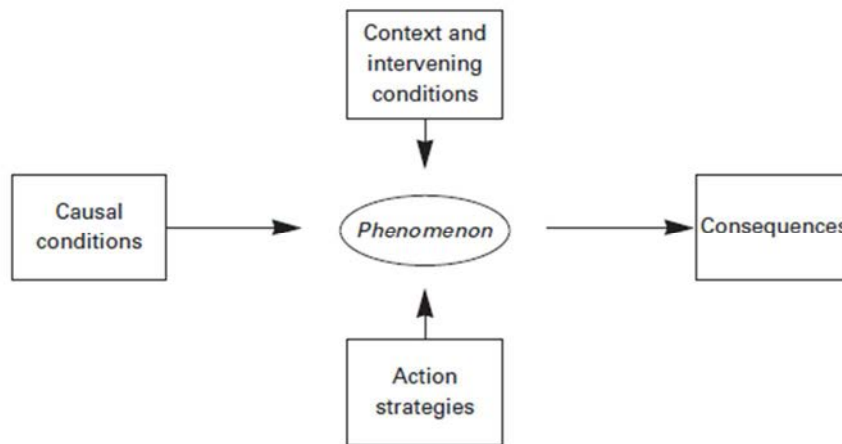 Context and
intervening
conditions
Causal
conditions
Phenomenon
Consequences
Action
strategies